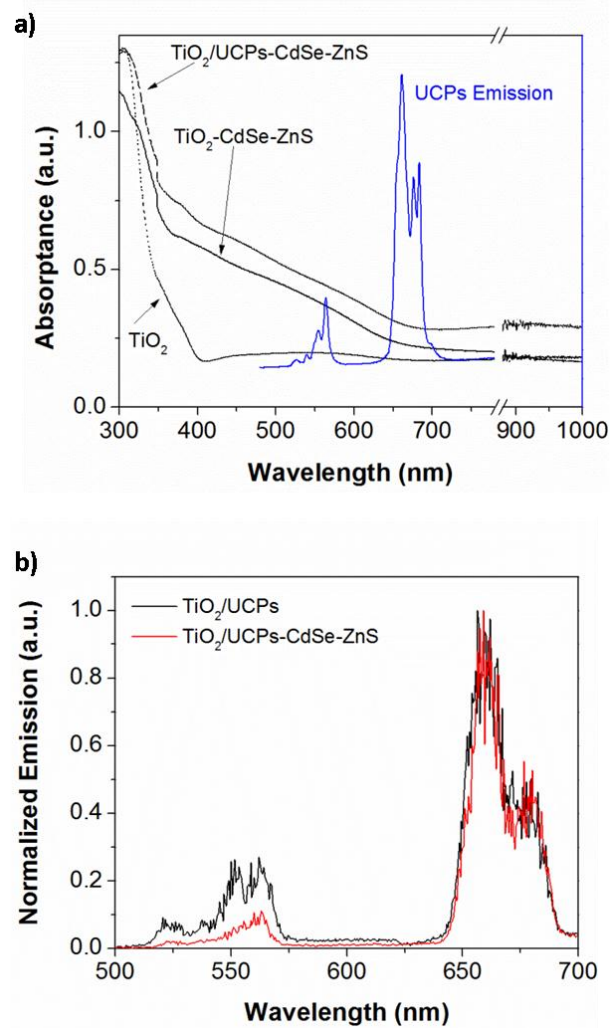 a)
TiO2/UCPs-CdSe-ZnS
UCPs Emission
TiO2-CdSe-ZnS
TiO2
Absorptance (a.u.)
1.0
0.5
0.0
300 400 500 600 700 900 1000
Wavelength (nm)
b)
TiO2/UCPs
TiO2/UCPs-CdSe-ZnS
Normalized Emission (a.u.)
1.0
0.8
0.6
0.4
0.2
0.0
500 550 600 650 700
Wavelength (nm)